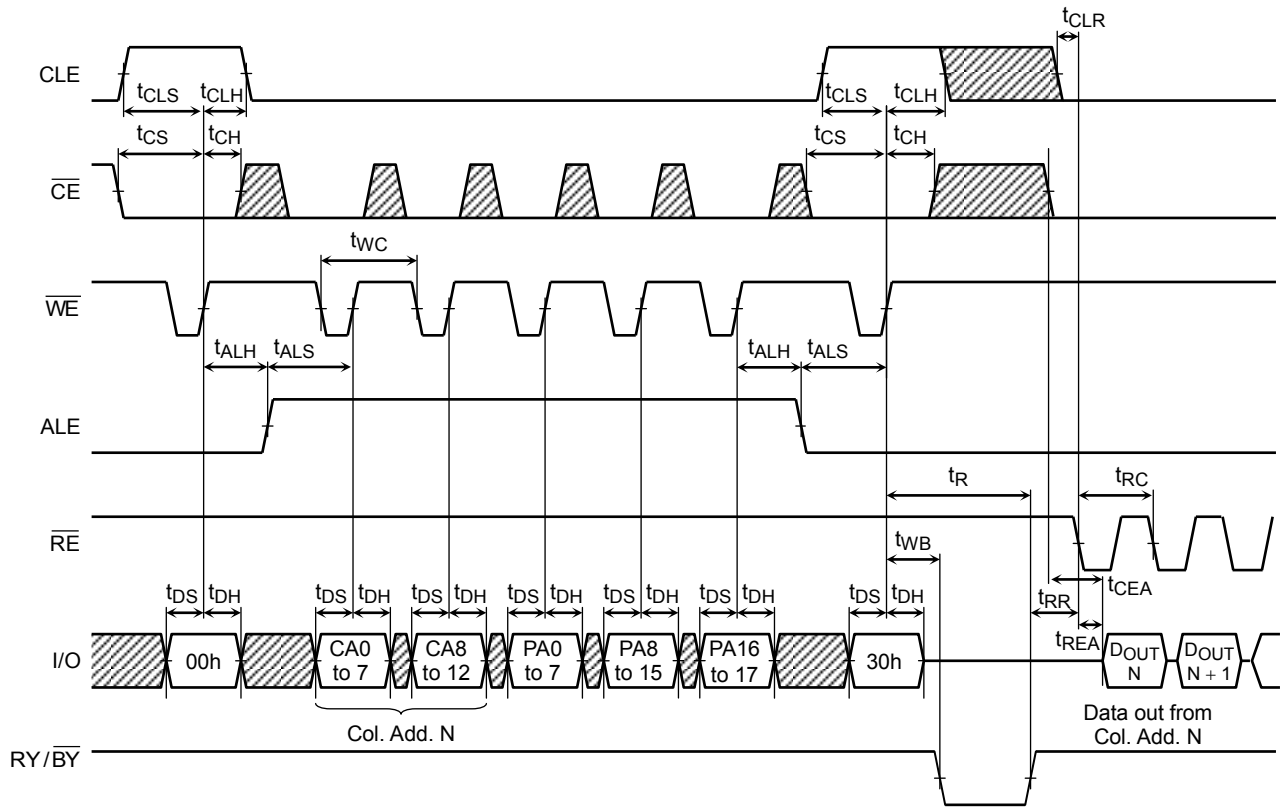 tCLR
CLE
tCLS tCLH tCLS tCLH
tCS tCH tCS tCH
CE
tWC
WE
tALH tALS tALH tALS
ALE
tR tRC
RE
tWB
tDS tDH tDS tDH tDS tDH tDS tDH tDS tDH tDS tDH tDS tDH tRR tCEA
tREA
I/O 00h CA0 to 7 CA8 to 12 PA0 to 7 PA8 to 15 PA16 to 17 30h DOUT N DOUT N + 1
Col. Add. N
Data out from
Col. Add. N
RY/BY